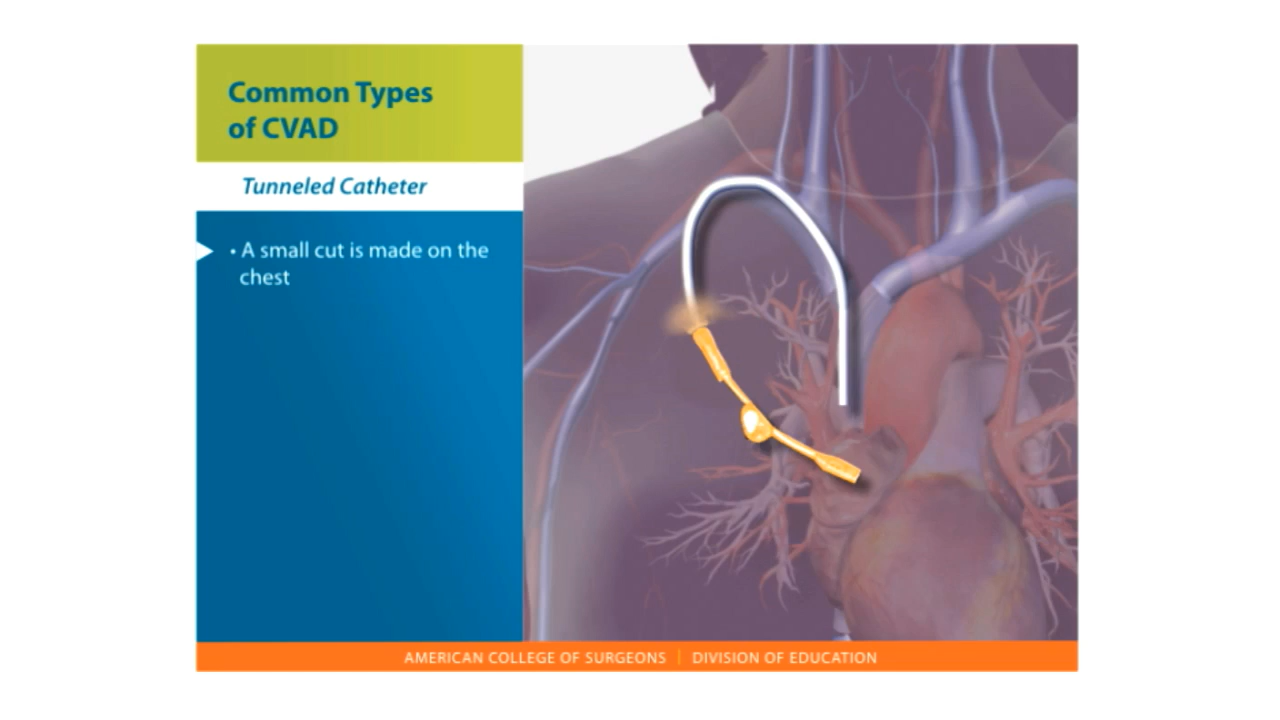 Common Types
of CVAD
Tunneled Catheter
• A small cut is made on the
chest
AMERICAN COLLEGE OF SURGEONS | DIVISION OF EDUCATION